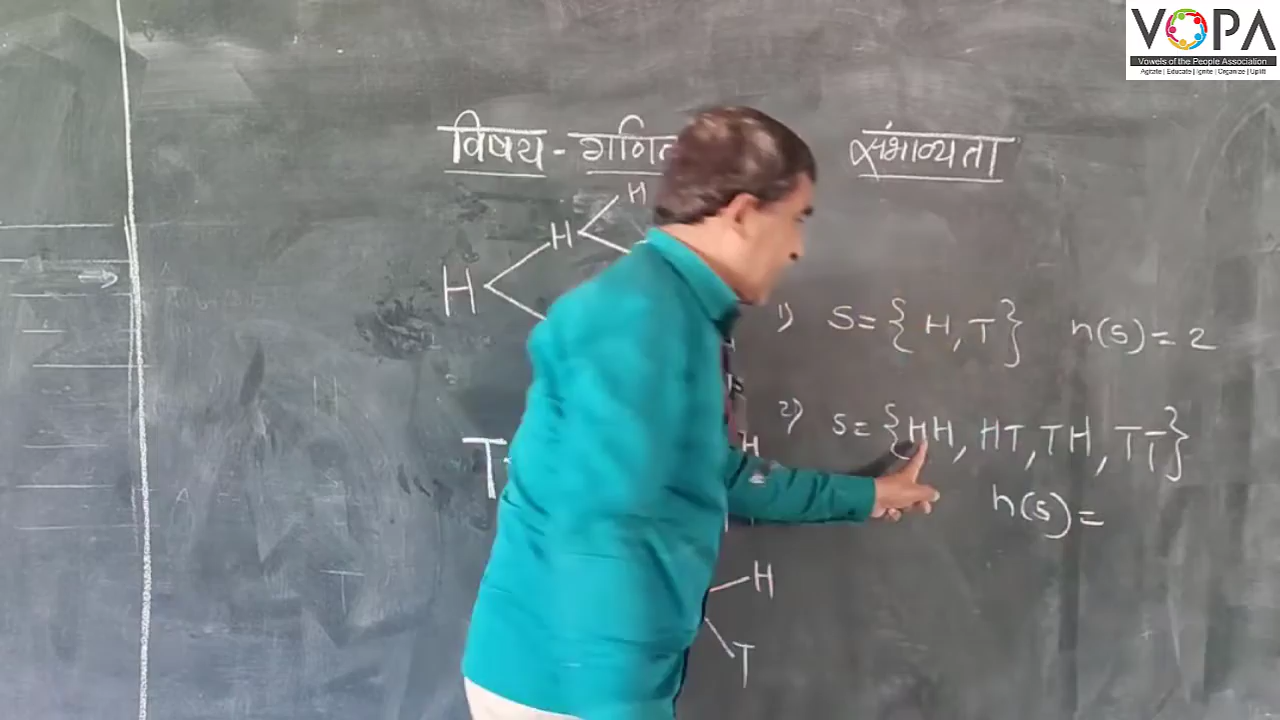 VOPA
Vowels of the People Association
Agitate | Educate | Ignite | Organize | Uplift
विषय - गणित संभाव्यता
H
H
H
1) S = { H, T } n(s) = 2
2) S = { HH, HT, TH, TT }
T
H
n(s) =
H
T